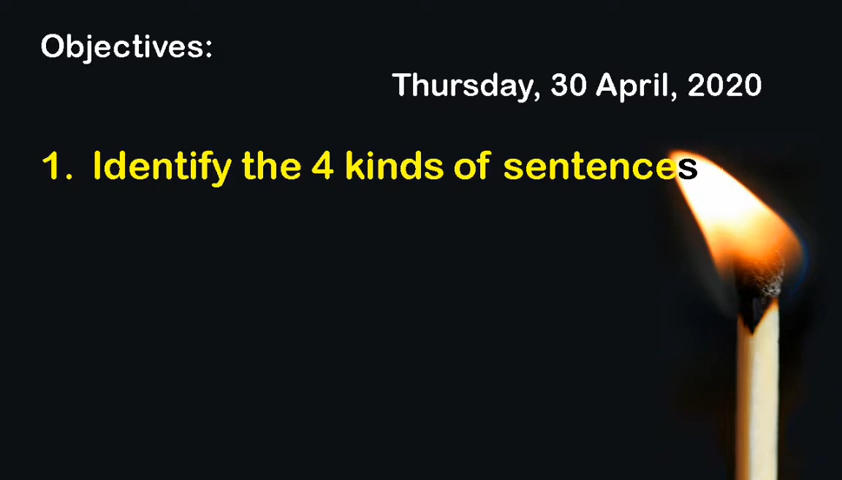 Objectives:
Thursday, 30 April, 2020
1. Identify the 4 kinds of sentences